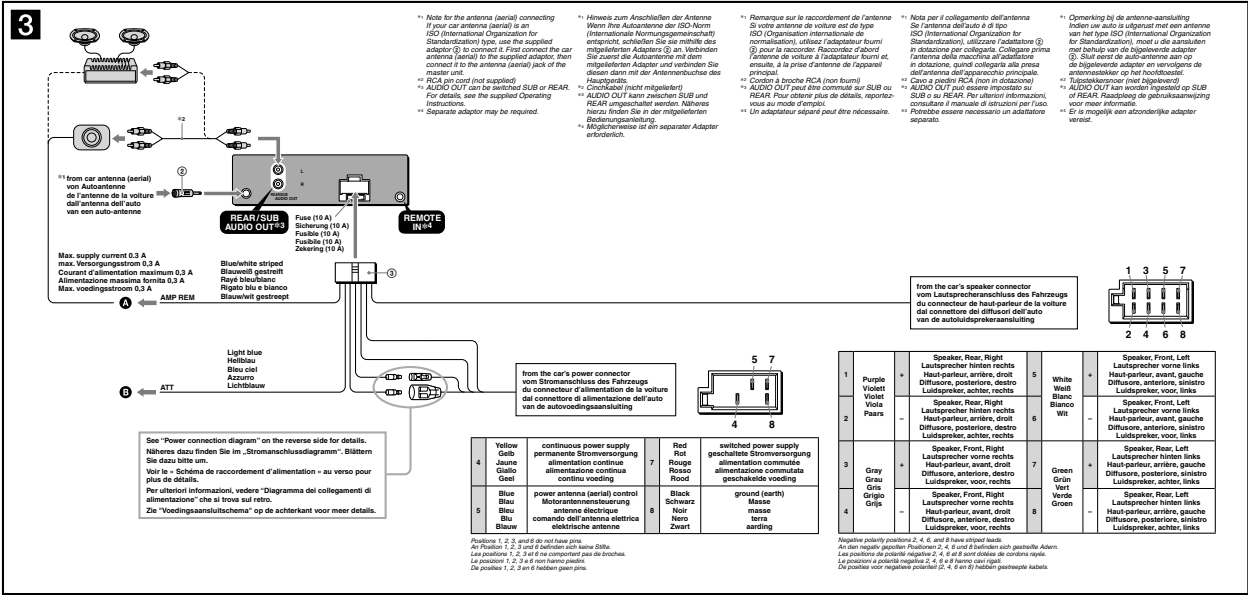 3
*1 Note for the antenna (aerial) connecting
If your car antenna (aerial) is an
ISO (International Organization for
Standardization) type, use the supplied
adaptor ② to connect it. First connect the car
antenna (aerial) to the supplied adaptor, then
connect it to the antenna (aerial) jack of the
master unit.
*2 RCA pin cord (not supplied)
*3 AUDIO OUT can be switched SUB or REAR.
For details, see the supplied Operating
Instructions.
*4 Separate adaptor may be required.
*1 Hinweis zum Anschließen der Antenne
Wenn Ihre Autoantenne der ISO-Norm
(Internationale Normungsgemeinschaft)
entspricht, schließen Sie sie mithilfe des
mitgelieferten Adapters ② an. Verbinden
Sie zuerst die Autoantenne mit dem
mitgelieferten Adapter und verbinden Sie
diesen dann mit der Antennenbuchse des
Hauptgeräts.
*2 Cinchkabel (nicht mitgeliefert)
*3 AUDIO OUT kann zwischen SUB und
REAR umgeschaltet werden. Näheres
hierzu finden Sie in der mitgelieferten
Bedienungsanleitung.
*4 Möglicherweise ist ein separater Adapter
erforderlich.
*1 Remarque sur le raccordement de l'antenne
Si votre antenne de voiture est de type
ISO (Organisation internationale de
normalisation), utilisez l'adaptateur fourni
② pour la raccorder. Raccordez d'abord
l'antenne de voiture à l'adaptateur fourni et,
ensuite, à la prise d'antenne de l'appareil
principal.
*2 Cordon à broche RCA (non fourni)
*3 AUDIO OUT peut être commuté sur SUB ou
REAR. Pour obtenir plus de détails, reportez-
vous au mode d'emploi.
*4 Un adaptateur séparé peut être nécessaire.
*1 Nota per il collegamento dell'antenna
Se l'antenna dell'auto è di tipo
ISO (International Organization for
Standardization), utilizzare l'adattatore ②
in dotazione per collegarla. Collegare prima
l'antenna della macchina all'adattatore
in dotazione, quindi collegarla alla presa
dell'antenna dell'apparecchio principale.
*2 Cavo a piedini RCA (non in dotazione)
*3 AUDIO OUT può essere impostato su
SUB o su REAR. Per ulteriori informazioni,
consultare il manuale di istruzioni per l'uso.
*4 Potrebbe essere necessario un adattatore
separato.
*1 Opmerking bij de antenne-aansluiting
Indien uw auto is uitgerust met een antenne
van het type ISO (International Organization
for Standardization), moet u die aansluiten
met behulp van de bijgeleverde adapter
②. Sluit eerst de auto-antenne aan op
de bijgeleverde adapter en vervolgens de
antennestekker op het hoofdtoestel.
*2 Tulpstekkersnoer (niet bijgeleverd)
*3 AUDIO OUT kan worden ingesteld op SUB
of REAR. Raadpleeg de gebruiksaanwijzing
voor meer informatie.
*4 Er is mogelijk een afzonderlijke adapter
vereist.
*2
②
*1 from car antenna (aerial)
von Autoantenne
de l'antenne de la voiture
dall'antenna dell'auto
van een auto-antenne
L
R
AUDIO OUT
REAR/SUB
AUDIO OUT*3
Fuse (10 A)
Sicherung (10 A)
Fusible (10 A)
Fusibile (10 A)
Zekering (10 A)
REMOTE
IN*4
Max. supply current 0.3 A
max. Versorgungsstrom 0,3 A
Courant d'alimentation maximum 0,3 A
Alimentazione massima fornita 0,3 A
Max. voedingsstroom 0,3 A
Blue/white striped
Blauweiß gestreift
Rayé bleu/blanc
Rigato blu e bianco
Blauw/wit gestreept
③
A
AMP REM
Light blue
Hellblau
Bleu ciel
Azzurro
Lichtblauw
B
ATT
from the car's speaker connector
vom Lautsprecheranschluss des Fahrzeugs
du connecteur de haut-parleur de la voiture
dal connettore dei diffusori dell'auto
van de autoluidsprekeraansluiting
1 3 5 7
2 4 6 8
from the car's power connector
vom Stromanschluss des Fahrzeugs
du connecteur d'alimentation de la voiture
dal connettore di alimentazione dell'auto
van de autovoedingsaansluiting
5 7
4 8
See "Power connection diagram" on the reverse side for details.
Näheres dazu finden Sie im „Stromanschlussdiagramm". Blättern
Sie dazu bitte um.
Voir le « Schéma de raccordement d'alimentation » au verso pour
plus de détails.
Per ulteriori informazioni, vedere "Diagramma dei collegamenti di
alimentazione" che si trova sul retro.
Zie "Voedingsaansluitschema" op de achterkant voor meer details.
4
Yellow
Gelb
Jaune
Giallo
Geel
continuous power supply
permanente Stromversorgung
alimentation continue
alimentazione continua
continu voeding
7
Red
Rot
Rouge
Rosso
Rood
switched power supply
geschaltete Stromversorgung
alimentation commutée
alimentazione commutata
geschakelde voeding
5
Blue
Blau
Bleu
Blu
Blauw
power antenna (aerial) control
Motorantennensteuerung
antenne électrique
comando dell'antenna elettrica
elektrische antenne
8
Black
Schwarz
Noir
Nero
Zwart
ground (earth)
Masse
masse
terra
aarding
Positions 1, 2, 3, and 6 do not have pins.
An Position 1, 2, 3 und 6 befinden sich keine Stifte.
Les positions 1, 2, 3 et 6 ne comportent pas de broches.
Le posizioni 1, 2, 3 e 6 non hanno piedini.
De posities 1, 2, 3 en 6 hebben geen pins.
1
Purple
Violett
Violet
Viola
Paars
+
Speaker, Rear, Right
Lautsprecher hinten rechts
Haut-parleur, arrière, droit
Diffusore, posteriore, destro
Luidspreker, achter, rechts
5
White
Weiß
Blanc
Bianco
Wit
+
Speaker, Front, Left
Lautsprecher vorne links
Haut-parleur, avant, gauche
Diffusore, anteriore, sinistro
Luidspreker, voor, links
2
–
Speaker, Rear, Right
Lautsprecher hinten rechts
Haut-parleur, arrière, droit
Diffusore, posteriore, destro
Luidspreker, achter, rechts
6
–
Speaker, Front, Left
Lautsprecher vorne links
Haut-parleur, avant, gauche
Diffusore, anteriore, sinistro
Luidspreker, voor, links
3
Gray
Grau
Gris
Grigio
Grijs
+
Speaker, Front, Right
Lautsprecher vorne rechts
Haut-parleur, avant, droit
Diffusore, anteriore, destro
Luidspreker, voor, rechts
7
Green
Grün
Vert
Verde
Groen
+
Speaker, Rear, Left
Lautsprecher hinten links
Haut-parleur, arrière, gauche
Diffusore, posteriore, sinistro
Luidspreker, achter, links
4
–
Speaker, Front, Right
Lautsprecher vorne rechts
Haut-parleur, avant, droit
Diffusore, anteriore, destro
Luidspreker, voor, rechts
8
–
Speaker, Rear, Left
Lautsprecher hinten links
Haut-parleur, arrière, gauche
Diffusore, posteriore, sinistro
Luidspreker, achter, links
Negative polarity positions 2, 4, 6, and 8 have striped leads.
An den negativ gepolten Positionen 2, 4, 6 und 8 befinden sich gestreifte Adern.
Les positions de polarité négative 2, 4, 6 et 8 sont dotées de cordons rayés.
Le posizioni a polarità negativa 2, 4, 6 e 8 hanno cavi rigati.
De posities voor negatieve polariteit (2, 4, 6 en 8) hebben gestreepte kabels.